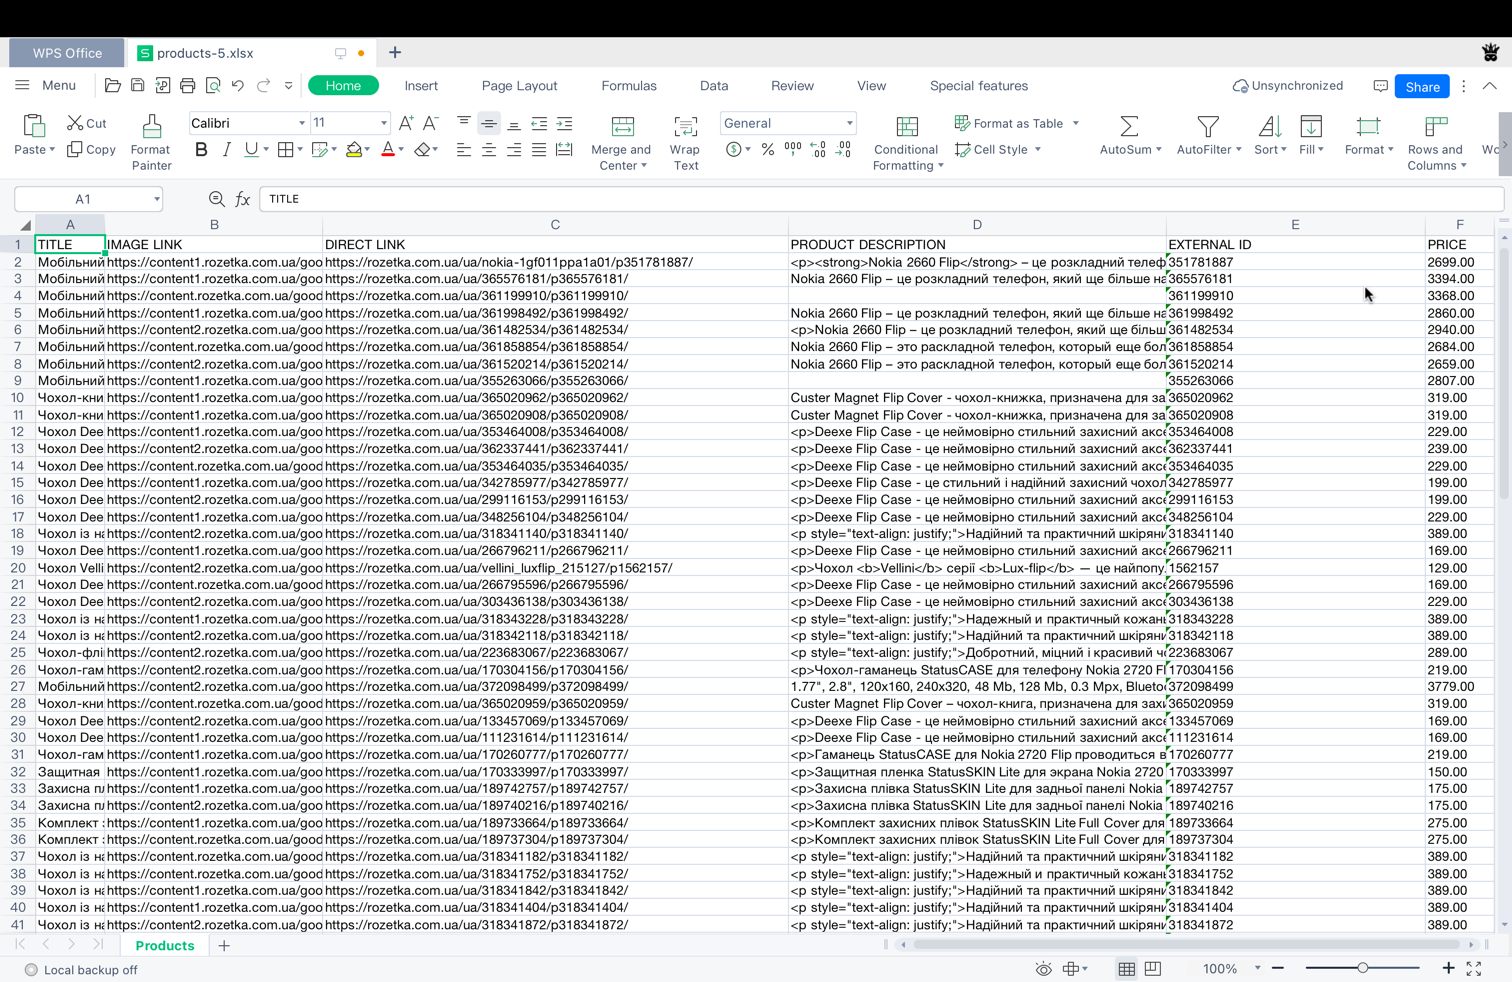 WPS Office products-5.xlsx
Menu Home Insert Page Layout Formulas Data Review View Special features Unsynchronized Share
Paste Cut Copy Format Painter Calibri 11 Merge and Center Wrap Text General Conditional Formatting Format as Table Cell Style AutoSum AutoFilter Sort Fill Format Rows and Columns
A1 fx TITLE
A B C D E F
1 TITLE IMAGE LINK DIRECT LINK PRODUCT DESCRIPTION EXTERNAL ID PRICE
2 Мобільний https://content1.rozetka.com.ua/goo https://rozetka.com.ua/ua/nokia-1gf011ppa1a01/p351781887/ <p><strong>Nokia 2660 Flip</strong> – це розкладний телеф 351781887 2699.00
3 Мобільний https://content1.rozetka.com.ua/goo https://rozetka.com.ua/ua/365576181/p365576181/ Nokia 2660 Flip – це розкладний телефон, який ще більше на 365576181 3394.00
4 Мобільний https://content.rozetka.com.ua/good https://rozetka.com.ua/ua/361199910/p361199910/ 361199910 3368.00
5 Мобільний https://content1.rozetka.com.ua/goo https://rozetka.com.ua/ua/361998492/p361998492/ Nokia 2660 Flip – це розкладний телефон, який ще більше на 361998492 2860.00
6 Мобільний https://content2.rozetka.com.ua/goo https://rozetka.com.ua/ua/361482534/p361482534/ <p>Nokia 2660 Flip – це розкладний телефон, який ще більш 361482534 2940.00
7 Мобільний https://content.rozetka.com.ua/good https://rozetka.com.ua/ua/361858854/p361858854/ Nokia 2660 Flip – это раскладной телефон, который еще бол 361858854 2684.00
8 Мобільний https://content2.rozetka.com.ua/goo https://rozetka.com.ua/ua/361520214/p361520214/ Nokia 2660 Flip – это раскладной телефон, который еще бол 361520214 2659.00
9 Мобільний https://content1.rozetka.com.ua/goo https://rozetka.com.ua/ua/355263066/p355263066/ 355263066 2807.00
10 Чохол-кни https://content1.rozetka.com.ua/goo https://rozetka.com.ua/ua/365020962/p365020962/ Custer Magnet Flip Cover - чохол-книжка, призначена для за 365020962 319.00
11 Чохол-кни https://content1.rozetka.com.ua/goo https://rozetka.com.ua/ua/365020908/p365020908/ Custer Magnet Flip Cover - чохол-книжка, призначена для за 365020908 319.00
12 Чохол Dee https://content1.rozetka.com.ua/goo https://rozetka.com.ua/ua/353464008/p353464008/ <p>Deexe Flip Case - це неймовірно стильний захисний аксе 353464008 229.00
13 Чохол Dee https://content2.rozetka.com.ua/goo https://rozetka.com.ua/ua/362337441/p362337441/ <p>Deexe Flip Case - це неймовірно стильний захисний аксе 362337441 239.00
14 Чохол Dee https://content.rozetka.com.ua/good https://rozetka.com.ua/ua/353464035/p353464035/ <p>Deexe Flip Case - це неймовірно стильний захисний аксе 353464035 229.00
15 Чохол Dee https://content1.rozetka.com.ua/goo https://rozetka.com.ua/ua/342785977/p342785977/ <p>Deexe Flip Case - це стильний і надійний захисний чохол 342785977 199.00
16 Чохол Dee https://content2.rozetka.com.ua/goo https://rozetka.com.ua/ua/299116153/p299116153/ <p>Deexe Flip Case - це неймовірно стильний захисний аксе 299116153 199.00
17 Чохол Dee https://content1.rozetka.com.ua/goo https://rozetka.com.ua/ua/348256104/p348256104/ <p>Deexe Flip Case - це неймовірно стильний захисний аксе 348256104 229.00
18 Чохол із на https://content2.rozetka.com.ua/goo https://rozetka.com.ua/ua/318341140/p318341140/ <p style="text-align: justify;">Надійний та практичний шкірян 318341140 389.00
19 Чохол Dee https://content1.rozetka.com.ua/goo https://rozetka.com.ua/ua/266796211/p266796211/ <p>Deexe Flip Case - це неймовірно стильний захисний аксе 266796211 169.00
20 Чохол Velli https://content2.rozetka.com.ua/goo https://rozetka.com.ua/ua/vellini_luxflip_215127/p1562157/ <p>Чохол <b>Vellini</b> серії <b>Lux-flip</b> — це найпопу 1562157 129.00
21 Чохол Dee https://content.rozetka.com.ua/good https://rozetka.com.ua/ua/266795596/p266795596/ <p>Deexe Flip Case - це неймовірно стильний захисний аксе 266795596 169.00
22 Чохол Dee https://content2.rozetka.com.ua/goo https://rozetka.com.ua/ua/303436138/p303436138/ <p>Deexe Flip Case - це неймовірно стильний захисний аксе 303436138 229.00
23 Чохол із на https://content1.rozetka.com.ua/goo https://rozetka.com.ua/ua/318343228/p318343228/ <p style="text-align: justify;">Надежный и практичный кожан 318343228 389.00
24 Чохол із на https://content2.rozetka.com.ua/goo https://rozetka.com.ua/ua/318342118/p318342118/ <p style="text-align: justify;">Надійний та практичний шкірян 318342118 389.00
25 Чохол-флі https://content2.rozetka.com.ua/goo https://rozetka.com.ua/ua/223683067/p223683067/ <p style="text-align: justify;">Добротний, міцний і красивий ч 223683067 289.00
26 Чохол-гам https://content2.rozetka.com.ua/goo https://rozetka.com.ua/ua/170304156/p170304156/ <p>Чохол-гаманець StatusCASE для телефону Nokia 2720 Fl 170304156 219.00
27 Мобільний https://content2.rozetka.com.ua/goo https://rozetka.com.ua/ua/372098499/p372098499/ 1.77", 2.8", 120x160, 240x320, 48 Mb, 128 Mb, 0.3 Mpx, Blueto 372098499 3779.00
28 Чохол-кни https://content.rozetka.com.ua/good https://rozetka.com.ua/ua/365020959/p365020959/ Custer Magnet Flip Cover – чохол-книга, призначена для захи 365020959 319.00
29 Чохол Dee https://content2.rozetka.com.ua/goo https://rozetka.com.ua/ua/133457069/p133457069/ <p>Deexe Flip Case - це неймовірно стильний захисний аксе 133457069 169.00
30 Чохол Dee https://content1.rozetka.com.ua/goo https://rozetka.com.ua/ua/111231614/p111231614/ <p>Deexe Flip Case - це неймовірно стильний захисний аксе 111231614 169.00
31 Чохол-гам https://content1.rozetka.com.ua/goo https://rozetka.com.ua/ua/170260777/p170260777/ <p>Гаманець StatusCASE для Nokia 2720 Flip проводиться в 170260777 219.00
32 Защитная https://content1.rozetka.com.ua/goo https://rozetka.com.ua/ua/170333997/p170333997/ <p>Защитная пленка StatusSKIN Lite для экрана Nokia 2720 170333997 150.00
33 Захисна пл https://content1.rozetka.com.ua/goo https://rozetka.com.ua/ua/189742757/p189742757/ <p>Захисна плівка StatusSKIN Lite для задньої панелі Nokia 189742757 175.00
34 Захисна пл https://content2.rozetka.com.ua/goo https://rozetka.com.ua/ua/189740216/p189740216/ <p>Захисна плівка StatusSKIN Lite для задньої панелі Nokia 189740216 175.00
35 Комплект https://content1.rozetka.com.ua/goo https://rozetka.com.ua/ua/189733664/p189733664/ <p>Комплект захисних плівок StatusSKIN Lite Full Cover для 189733664 275.00
36 Комплект https://content.rozetka.com.ua/good https://rozetka.com.ua/ua/189737304/p189737304/ <p>Комплект захисних плівок StatusSKIN Lite Full Cover для 189737304 275.00
37 Чохол із на https://content.rozetka.com.ua/good https://rozetka.com.ua/ua/318341182/p318341182/ <p style="text-align: justify;">Надійний та практичний шкірян 318341182 389.00
38 Чохол із на https://content.rozetka.com.ua/good https://rozetka.com.ua/ua/318341752/p318341752/ <p style="text-align: justify;">Надежный и практичный кожан 318341752 389.00
39 Чохол із на https://content1.rozetka.com.ua/goo https://rozetka.com.ua/ua/318341842/p318341842/ <p style="text-align: justify;">Надійний та практичний шкірян 318341842 389.00
40 Чохол із на https://content.rozetka.com.ua/good https://rozetka.com.ua/ua/318341404/p318341404/ <p style="text-align: justify;">Надійний та практичний шкірян 318341404 389.00
41 Чохол із на https://content2.rozetka.com.ua/goo https://rozetka.com.ua/ua/318341872/p318341872/ <p style="text-align: justify;">Надійний та практичний шкірян 318341872 389.00
Products
Local backup off 100%